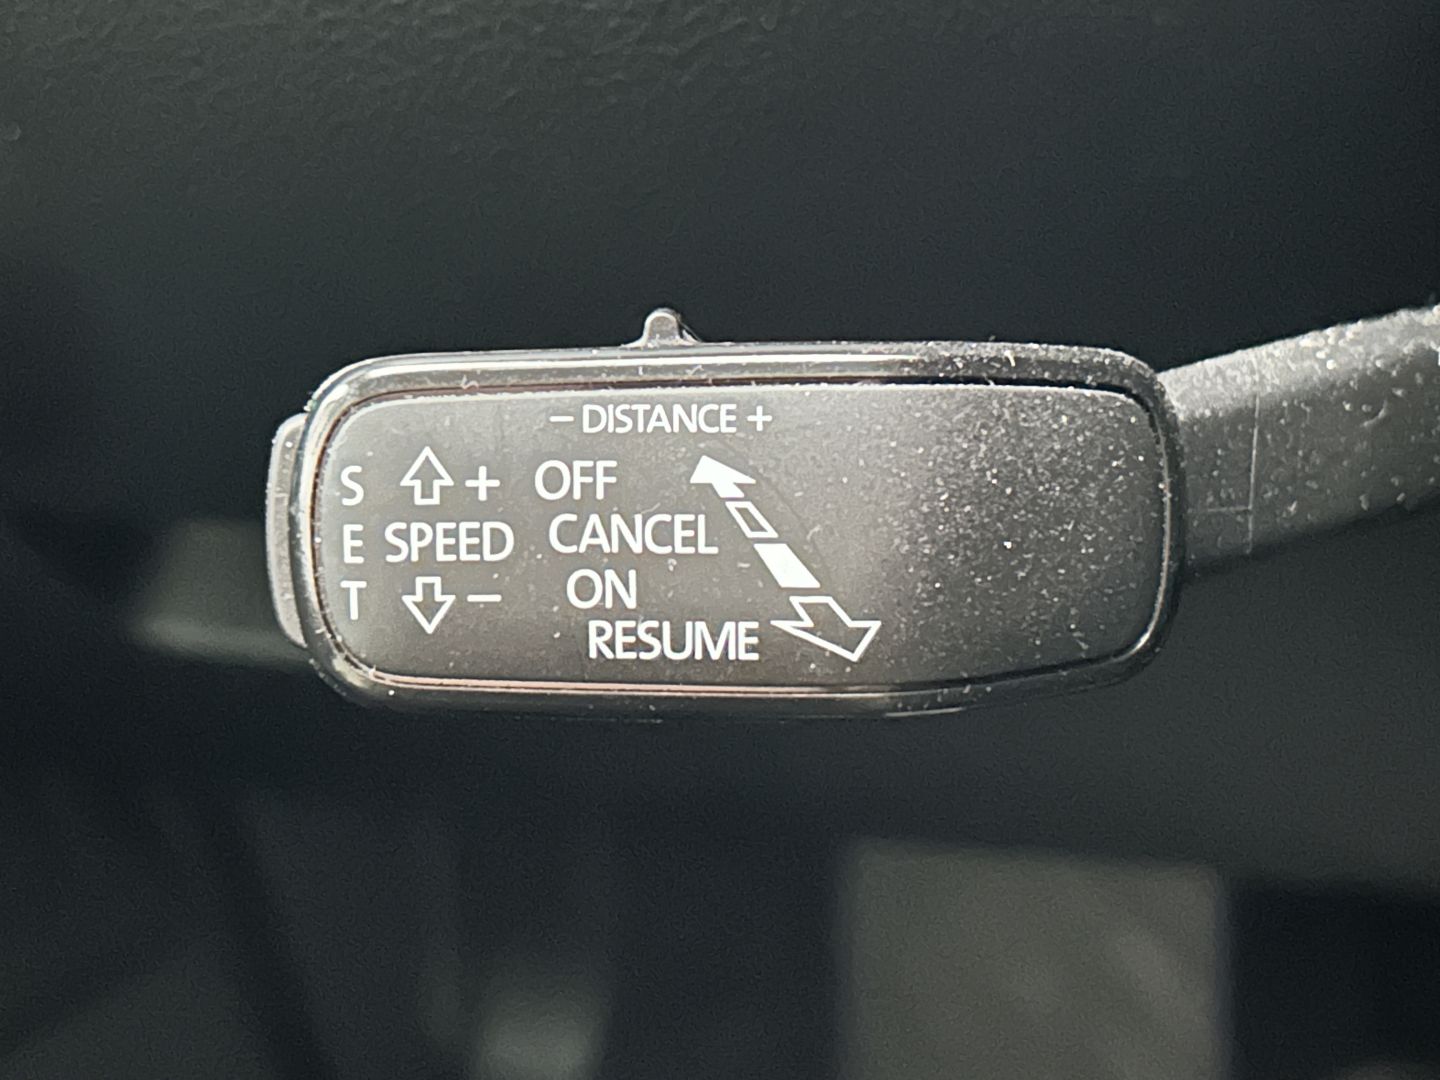 – DISTANCE +
S + OFF
E SPEED CANCEL
T – ON
RESUME